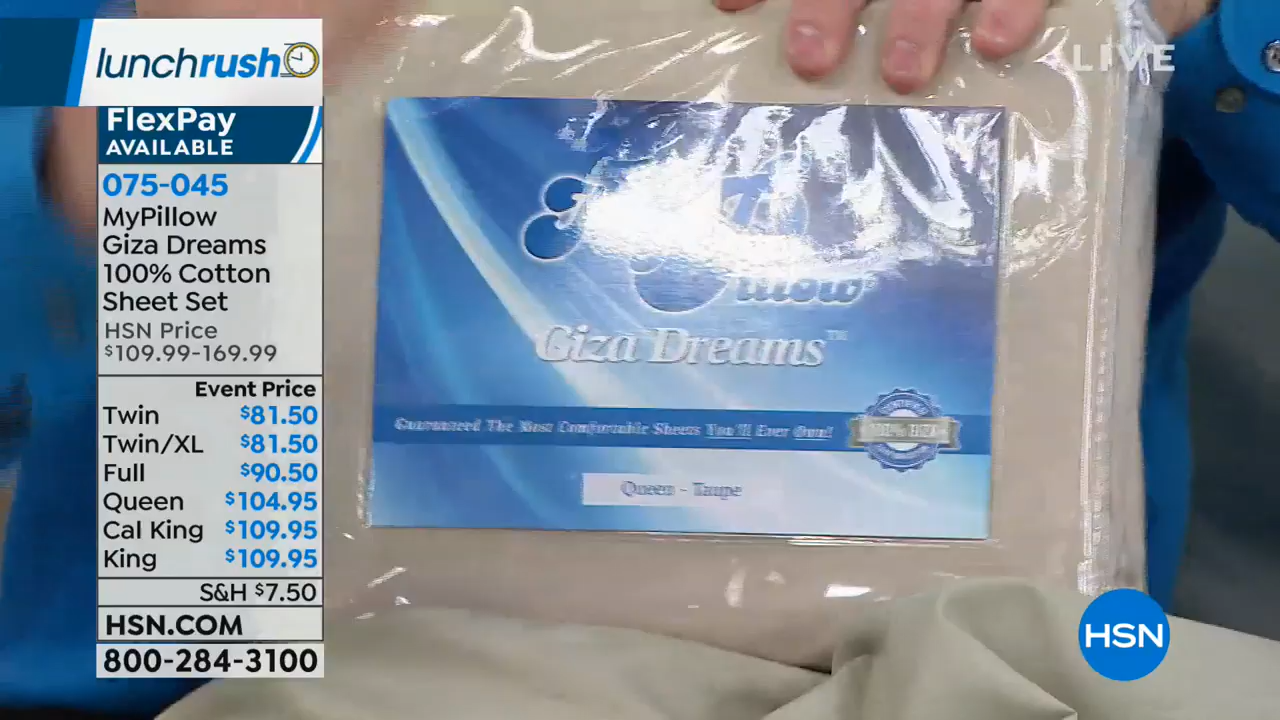 lunchrush
LIVE
FlexPay
AVAILABLE
075-045
MyPillow
Giza Dreams
100% Cotton
Sheet Set
HSN Price
$109.99-169.99
Event Price
Twin $81.50
Twin/XL $81.50
Full $90.50
Queen $104.95
Cal King $109.95
King $109.95
S&H $7.50
HSN.COM
800-284-3100
Giza Dreams™
Guaranteed The Most Comfortable Sheets You'll Ever Own!
100% GIZA
Queen - Taupe
HSN